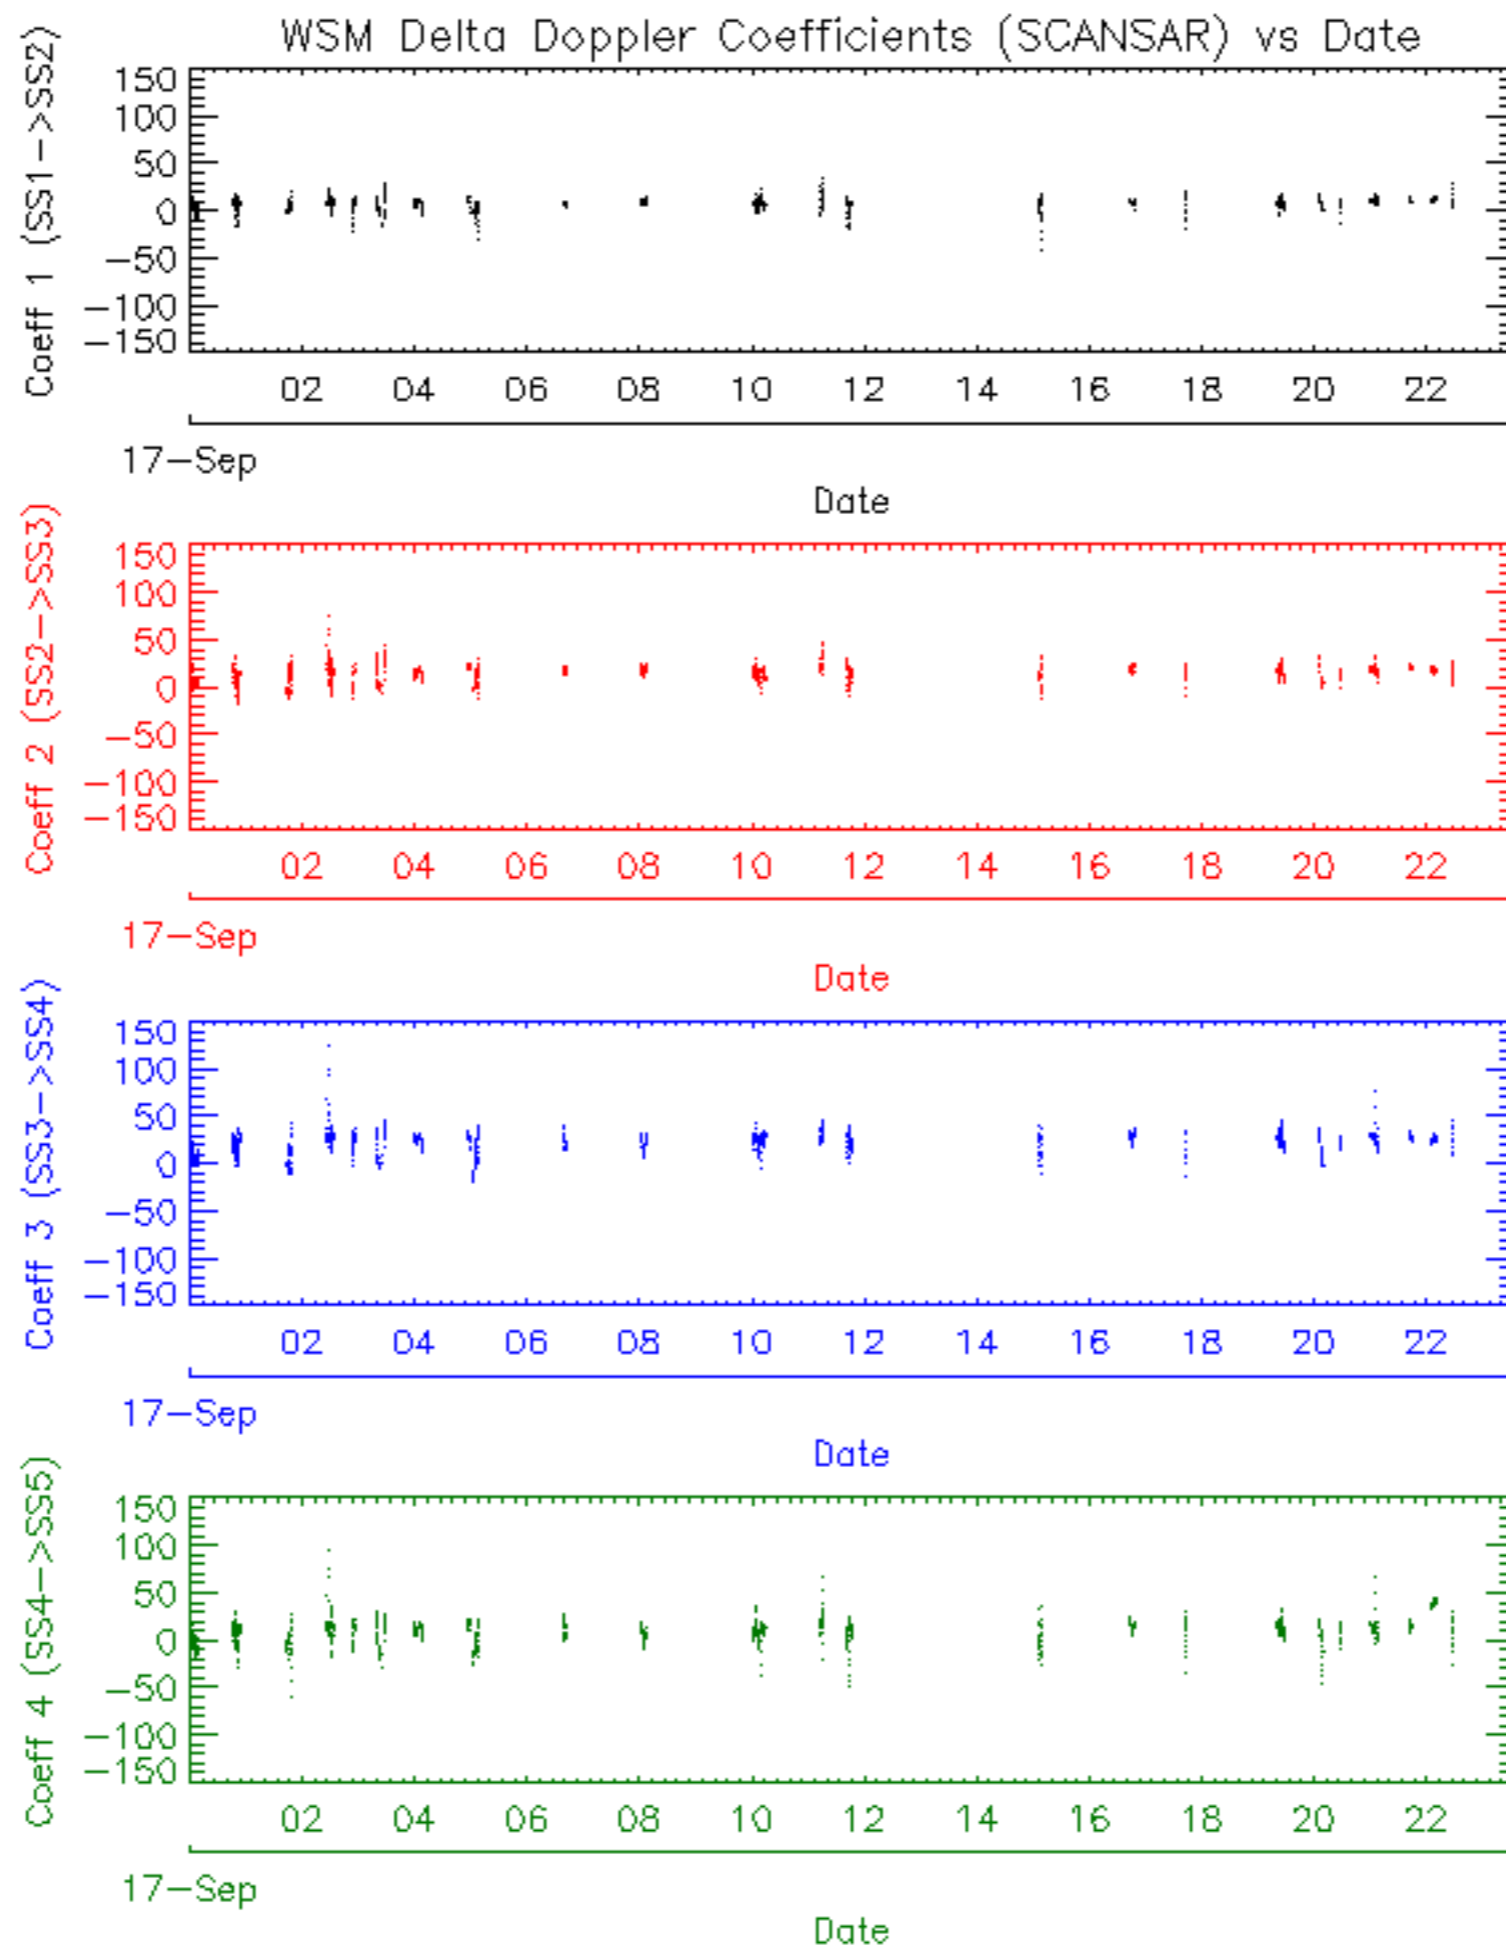 WSM Delta Doppler Coefficients (SCANSAR) vs Date
Coeff 1 (SS1->SS2)
150
100
50
0
-50
-100
-150
02 04 06 08 10 12 14 16 18 20 22
17-Sep
Date
Coeff 2 (SS2->SS3)
150
100
50
0
-50
-100
-150
02 04 06 08 10 12 14 16 18 20 22
17-Sep
Date
Coeff 3 (SS3->SS4)
150
100
50
0
-50
-100
-150
02 04 06 08 10 12 14 16 18 20 22
17-Sep
Date
Coeff 4 (SS4->SS5)
150
100
50
0
-50
-100
-150
02 04 06 08 10 12 14 16 18 20 22
17-Sep
Date